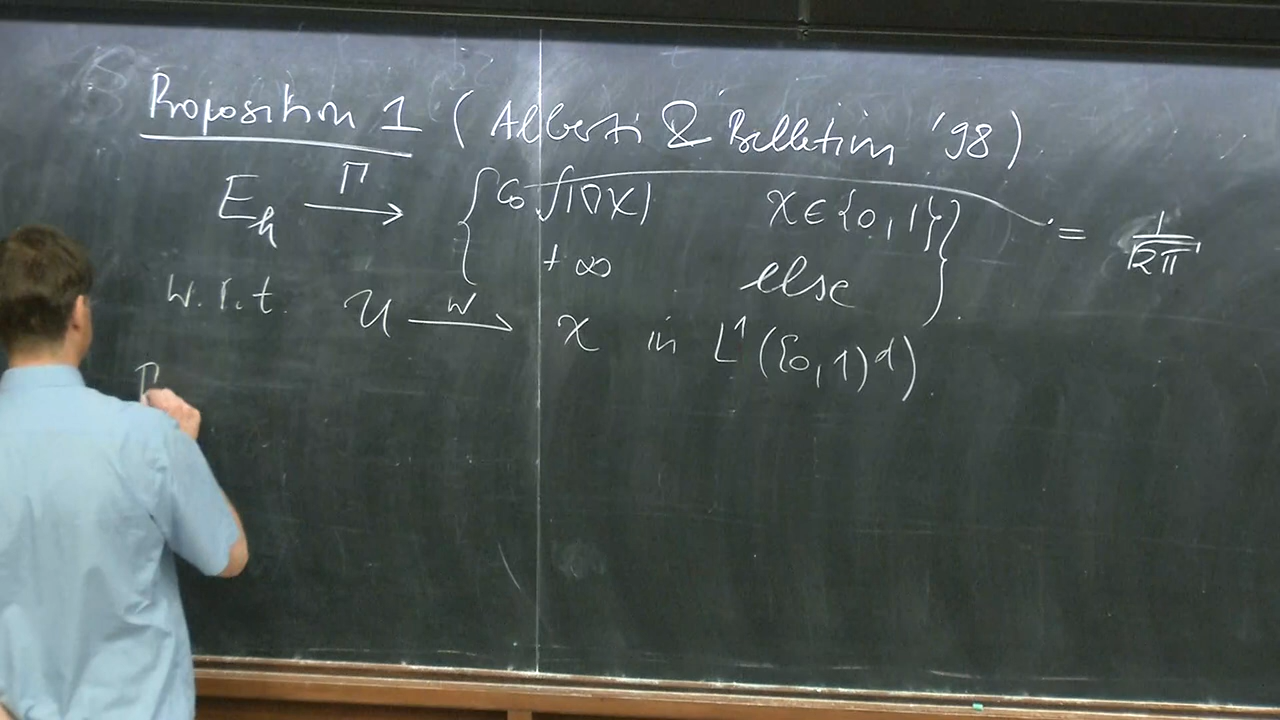 Proposition 1 (Alberti & Bellettini '98)
E_h →^Γ { c₀ ∫|∇χ| χ∈{0,1} } = 1/√2π
+∞ else
w.r.t. u →^w χ in L¹([0,1)^d)
Γ